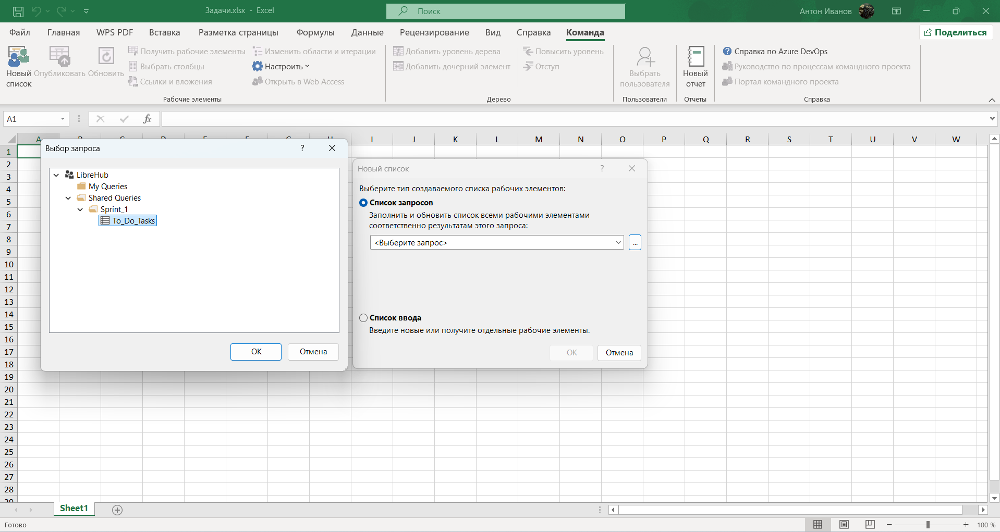 Задачи.xlsx - Excel
Поиск
Антон Иванов
Файл Главная WPS PDF Вставка Разметка страницы Формулы Данные Рецензирование Вид Справка Команда
Поделиться
Новый список
Опубликовать
Обновить
Получить рабочие элементы
Выбрать столбцы
Ссылки и вложения
Изменить области и итерации
Настроить
Открыть в Web Access
Рабочие элементы
Добавить уровень дерева
Добавить дочерний элемент
Повысить уровень
Отступ
Дерево
Выбрать пользователя
Пользователи
Новый отчет
Отчеты
Справка по Azure DevOps
Руководство по процессам командного проекта
Портал командного проекта
Справка
A1
fx
I J K L M N O P Q R S T U V W
Выбор запроса ?
LibreHub
My Queries
Shared Queries
Sprint_1
To_Do_Tasks
OK Отмена
Новый список ?
Выберите тип создаваемого списка рабочих элементов:
Список запросов
Заполнить и обновить список всеми рабочими элементами
соответственно результатам этого запроса:
<Выберите запрос>
...
Список ввода
Введите новые или получите отдельные рабочие элементы.
OK Отмена
1
2
3
4
5
6
7
8
9
10
11
12
13
14
15
16
17
18
19
20
21
22
23
24
25
26
27
28
29
Sheet1
Готово
100 %